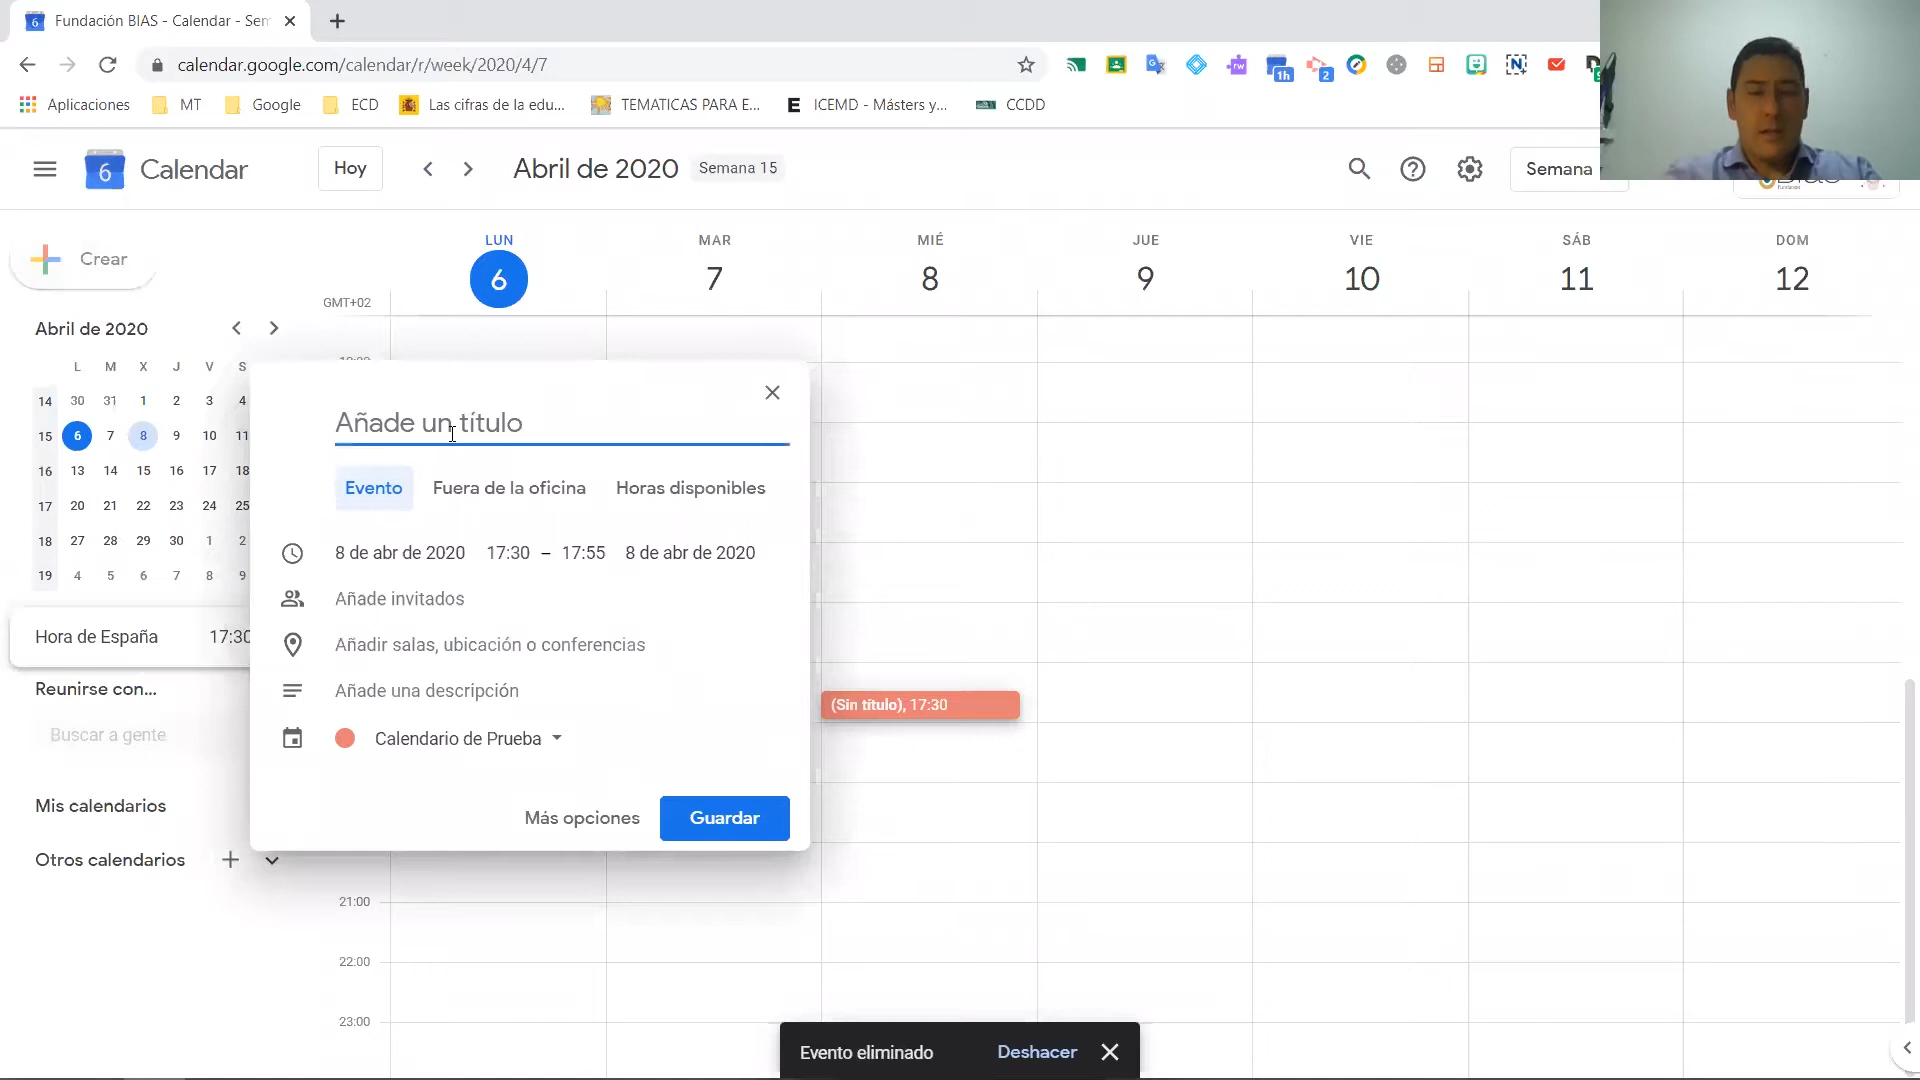 Fundación BIAS - Calendar - Sem
calendar.google.com/calendar/r/week/2020/4/7
1h
2
Aplicaciones MT Google ECD Las cifras de la edu... TEMATICAS PARA E... ICEMD - Másters y... CCDD
6 Calendar Hoy Abril de 2020 Semana 15 Semana
Crear
LUN MAR MIÉ JUE VIE SÁB DOM
6 7 8 9 10 11 12
GMT+02
Abril de 2020
L M X J V S
14 30 31 1 2 3 4
15 6 7 8 9 10 11
16 13 14 15 16 17 18
17 20 21 22 23 24 25
18 27 28 29 30 1 2
19 4 5 6 7 8 9
Hora de España 17:30
Reunirse con...
Buscar a gente
Mis calendarios
Otros calendarios
Añade un título
Evento Fuera de la oficina Horas disponibles
8 de abr de 2020 17:30 – 17:55 8 de abr de 2020
Añade invitados
Añadir salas, ubicación o conferencias
Añade una descripción
Calendario de Prueba
Más opciones Guardar
(Sin título), 17:30
21:00
22:00
23:00
Evento eliminado Deshacer